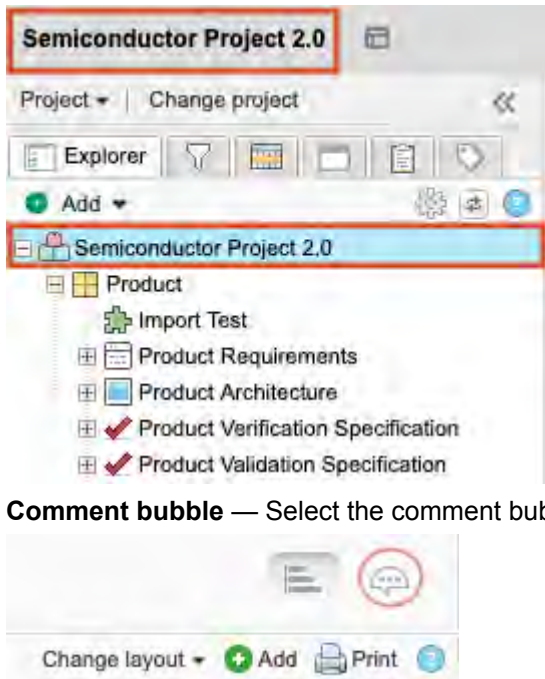 Semiconductor Project 2.0
Project | Change project
Explorer
Add
Semiconductor Project 2.0
Product
Import Test
Product Requirements
Product Architecture
Product Verification Specification
Product Validation Specification
Comment bubble — Select the comment
Change layout Add Print